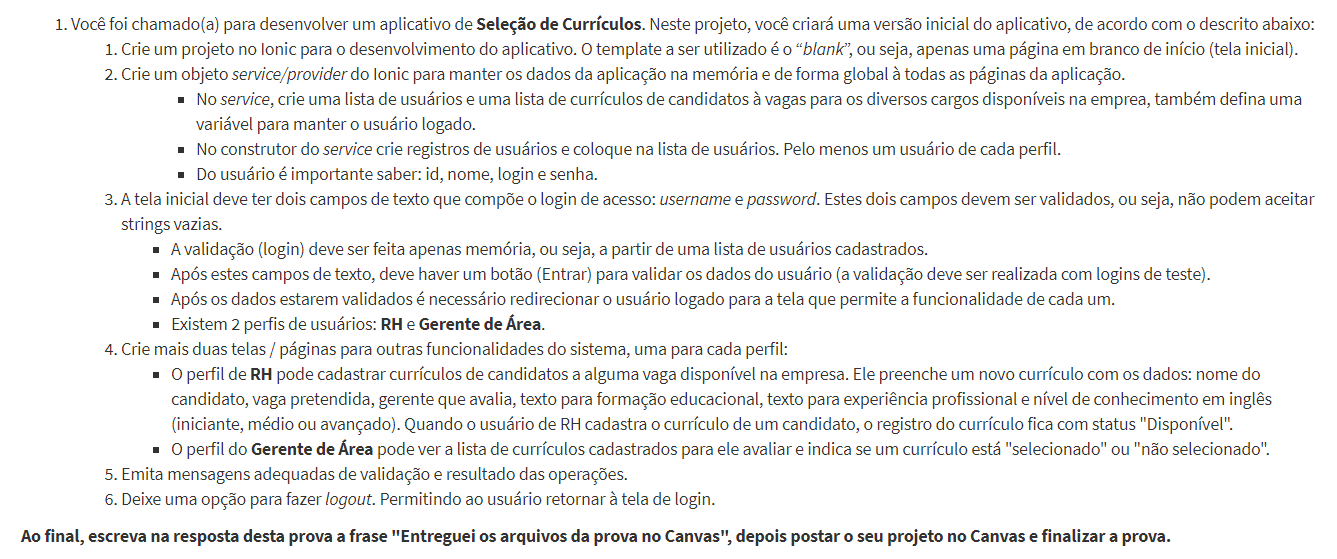 1. Você foi chamado(a) para desenvolver um aplicativo de Seleção de Currículos. Neste projeto, você criará uma versão inicial do aplicativo, de acordo com o descrito abaixo:
1. Crie um projeto no Ionic para o desenvolvimento do aplicativo. O template a ser utilizado é o “blank”, ou seja, apenas uma página em branco de início (tela inicial).
2. Crie um objeto service/provider do Ionic para manter os dados da aplicação na memória e de forma global à todas as páginas da aplicação.
▪ No service, crie uma lista de usuários e uma lista de currículos de candidatos à vagas para os diversos cargos disponíveis na emprea, também defina uma
variável para manter o usuário logado.
▪ No construtor do service crie registros de usuários e coloque na lista de usuários. Pelo menos um usuário de cada perfil.
▪ Do usuário é importante saber: id, nome, login e senha.
3. A tela inicial deve ter dois campos de texto que compõe o login de acesso: username e password. Estes dois campos devem ser validados, ou seja, não podem aceitar
strings vazias.
▪ A validação (login) deve ser feita apenas memória, ou seja, a partir de uma lista de usuários cadastrados.
▪ Após estes campos de texto, deve haver um botão (Entrar) para validar os dados do usuário (a validação deve ser realizada com logins de teste).
▪ Após os dados estarem validados é necessário redirecionar o usuário logado para a tela que permite a funcionalidade de cada um.
▪ Existem 2 perfis de usuários: RH e Gerente de Área.
4. Crie mais duas telas / páginas para outras funcionalidades do sistema, uma para cada perfil:
▪ O perfil de RH pode cadastrar currículos de candidatos a alguma vaga disponível na empresa. Ele preenche um novo currículo com os dados: nome do
candidato, vaga pretendida, gerente que avalia, texto para formação educacional, texto para experiência profissional e nível de conhecimento em inglês
(iniciante, médio ou avançado). Quando o usuário de RH cadastra o currículo de um candidato, o registro do currículo fica com status "Disponível".
▪ O perfil do Gerente de Área pode ver a lista de currículos cadastrados para ele avaliar e indica se um currículo está "selecionado" ou "não selecionado".
5. Emita mensagens adequadas de validação e resultado das operações.
6. Deixe uma opção para fazer logout. Permitindo ao usuário retornar à tela de login.
Ao final, escreva na resposta desta prova a frase "Entreguei os arquivos da prova no Canvas", depois postar o seu projeto no Canvas e finalizar a prova.